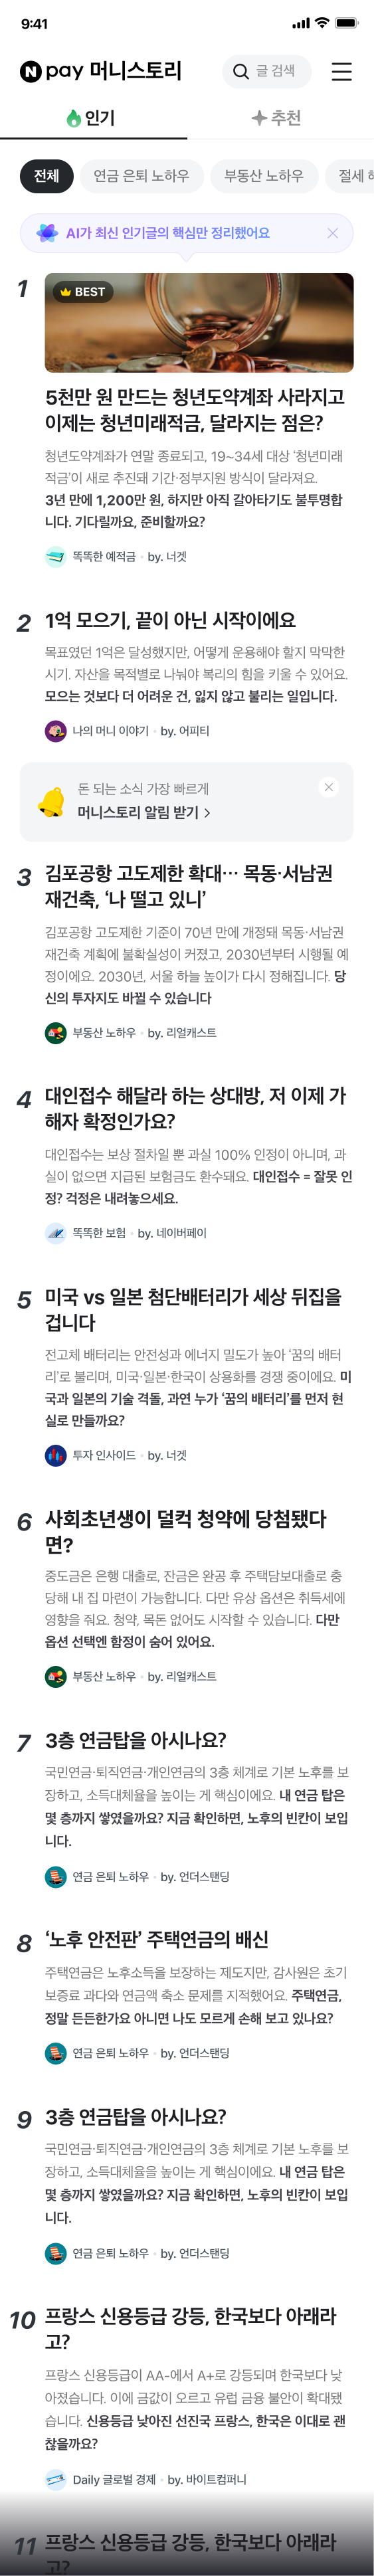 9:41
N pay 머니스토리
글 검색
인기
추천
전체
연금 은퇴 노하우
부동산 노하우
절세
AI가 최신 인기글의 핵심만 정리했어요
1
BEST
5천만 원 만드는 청년도약계좌 사라지고
이제는 청년미래적금, 달라지는 점은?
청년도약계좌가 연말 종료되고, 19~34세 대상 ‘청년미래
적금’이 새로 추진돼 기간·정부지원 방식이 달라져요.
3년 만에 1,200만 원, 하지만 아직 갈아타기도 불투명합
니다. 기다릴까요, 준비할까요?
똑똑한 예적금 · by. 너겟
2
1억 모으기, 끝이 아닌 시작이에요
목표였던 1억은 달성했지만, 어떻게 운용해야 할지 막막한
시기. 자산을 목적별로 나눠야 복리의 힘을 키울 수 있어요.
모으는 것보다 더 어려운 건, 잃지 않고 불리는 일입니다.
나의 머니 이야기 · by. 어피티
돈 되는 소식 가장 빠르게
머니스토리 알림 받기 >
3
김포공항 고도제한 확대… 목동·서남권
재건축, ‘나 떨고 있니’
김포공항 고도제한 기준이 70년 만에 개정돼 목동·서남권
재건축 계획에 불확실성이 커졌고, 2030년부터 시행될 예
정이에요. 2030년, 서울 하늘 높이가 다시 정해집니다. 당
신의 투자지도 바뀔 수 있습니다
부동산 노하우 · by. 리얼캐스트
4
대인접수 해달라 하는 상대방, 저 이제 가
해자 확정인가요?
대인접수는 보상 절차일 뿐 과실 100% 인정이 아니며, 과
실이 없으면 지급된 보험금도 환수돼요. 대인접수 = 잘못 인
정? 걱정은 내려놓으세요.
똑똑한 보험 · by. 네이버페이
5
미국 vs 일본 첨단배터리가 세상 뒤집을
겁니다
전고체 배터리는 안전성과 에너지 밀도가 높아 ‘꿈의 배터
리’로 불리며, 미국·일본·한국이 상용화를 경쟁 중이에요. 미
국과 일본의 기술 격돌, 과연 누가 ‘꿈의 배터리’를 먼저 현
실로 만들까요?
투자 인사이드 · by. 너겟
6
사회초년생이 덜컥 청약에 당첨됐다
면?
중도금은 은행 대출로, 잔금은 완공 후 주택담보대출로 충
당해 내 집 마련이 가능합니다. 다만 유상 옵션은 취득세에
영향을 줘요. 청약, 목돈 없어도 시작할 수 있습니다. 다만
옵션 선택엔 함정이 숨어 있어요.
부동산 노하우 · by. 리얼캐스트
7
3층 연금탑을 아시나요?
국민연금·퇴직연금·개인연금의 3층 체계로 기본 노후를 보
장하고, 소득대체율을 높이는 게 핵심이에요. 내 연금 탑은
몇 층까지 쌓였을까요? 지금 확인하면, 노후의 빈칸이 보입
니다.
연금 은퇴 노하우 · by. 언더스탠딩
8
‘노후 안전판’ 주택연금의 배신
주택연금은 노후소득을 보장하는 제도지만, 감사원은 초기
보증료 과다와 연금액 축소 문제를 지적했어요. 주택연금,
정말 든든한가요 아니면 나도 모르게 손해 보고 있나요?
연금 은퇴 노하우 · by. 언더스탠딩
9
3층 연금탑을 아시나요?
국민연금·퇴직연금·개인연금의 3층 체계로 기본 노후를 보
장하고, 소득대체율을 높이는 게 핵심이에요. 내 연금 탑은
몇 층까지 쌓였을까요? 지금 확인하면, 노후의 빈칸이 보입
니다.
연금 은퇴 노하우 · by. 언더스탠딩
10
프랑스 신용등급 강등, 한국보다 아래라
고?
프랑스 신용등급이 AA-에서 A+로 강등되며 한국보다 낮
아졌습니다. 이에 금값이 오르고 유럽 금융 불안이 확대됐
습니다. 신용등급 낮아진 선진국 프랑스, 한국은 이대로 괜
찮을까요?
Daily 글로벌 경제 · by. 바이트컴퍼니
11
프랑스 신용등급 강등, 한국보다 아래라
고?